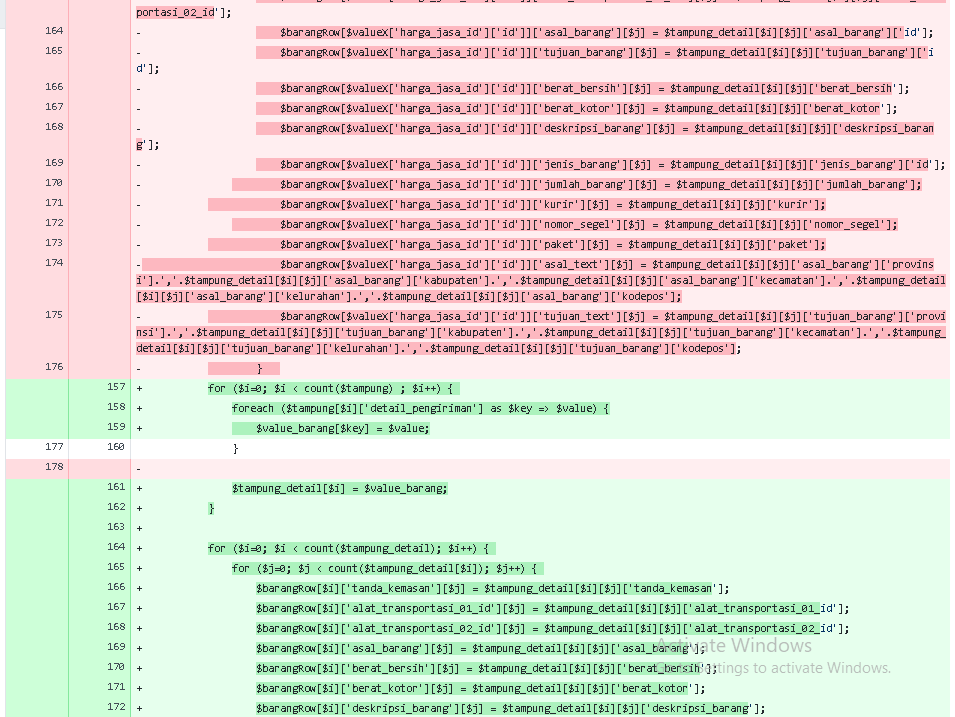 portasi_02_id'];
164 - $barangRow[$valueX['harga_jasa_id']['id']]['asal_barang'][$j] = $tampung_detail[$i][$j]['asal_barang']['id'];
165 - $barangRow[$valueX['harga_jasa_id']['id']]['tujuan_barang'][$j] = $tampung_detail[$i][$j]['tujuan_barang']['i
d'];
166 - $barangRow[$valueX['harga_jasa_id']['id']]['berat_bersih'][$j] = $tampung_detail[$i][$j]['berat_bersih'];
167 - $barangRow[$valueX['harga_jasa_id']['id']]['berat_kotor'][$j] = $tampung_detail[$i][$j]['berat_kotor'];
168 - $barangRow[$valueX['harga_jasa_id']['id']]['deskripsi_barang'][$j] = $tampung_detail[$i][$j]['deskripsi_baran
g'];
169 - $barangRow[$valueX['harga_jasa_id']['id']]['jenis_barang'][$j] = $tampung_detail[$i][$j]['jenis_barang']['id'];
170 - $barangRow[$valueX['harga_jasa_id']['id']]['jumlah_barang'][$j] = $tampung_detail[$i][$j]['jumlah_barang'];
171 - $barangRow[$valueX['harga_jasa_id']['id']]['kurir'][$j] = $tampung_detail[$i][$j]['kurir'];
172 - $barangRow[$valueX['harga_jasa_id']['id']]['nomor_segel'][$j] = $tampung_detail[$i][$j]['nomor_segel'];
173 - $barangRow[$valueX['harga_jasa_id']['id']]['paket'][$j] = $tampung_detail[$i][$j]['paket'];
174 - $barangRow[$valueX['harga_jasa_id']['id']]['asal_text'][$j] = $tampung_detail[$i][$j]['asal_barang']['provins
i'].','.$tampung_detail[$i][$j]['asal_barang']['kabupaten'].','.$tampung_detail[$i][$j]['asal_barang']['kecamatan'].','.$tampung_detail
[$i][$j]['asal_barang']['kelurahan'].','.$tampung_detail[$i][$j]['asal_barang']['kodepos'];
175 - $barangRow[$valueX['harga_jasa_id']['id']]['tujuan_text'][$j] = $tampung_detail[$i][$j]['tujuan_barang']['provi
nsi'].','.$tampung_detail[$i][$j]['tujuan_barang']['kabupaten'].','.$tampung_detail[$i][$j]['tujuan_barang']['kecamatan'].','.$tampung_
detail[$i][$j]['tujuan_barang']['kelurahan'].','.$tampung_detail[$i][$j]['tujuan_barang']['kodepos'];
176 - }
157 + for ($i=0; $i < count($tampung) ; $i++) {
158 + foreach ($tampung[$i]['detail_pengiriman'] as $key => $value) {
159 + $value_barang[$key] = $value;
177 160 }
178 -
161 + $tampung_detail[$i] = $value_barang;
162 + }
163 +
164 + for ($i=0; $i < count($tampung_detail); $i++) {
165 + for ($j=0; $j < count($tampung_detail[$i]); $j++) {
166 + $barangRow[$i]['tanda_kemasan'][$j] = $tampung_detail[$i][$j]['tanda_kemasan'];
167 + $barangRow[$i]['alat_transportasi_01_id'][$j] = $tampung_detail[$i][$j]['alat_transportasi_01_id'];
168 + $barangRow[$i]['alat_transportasi_02_id'][$j] = $tampung_detail[$i][$j]['alat_transportasi_02_id'];
169 + $barangRow[$i]['asal_barang'][$j] = $tampung_detail[$i][$j]['asal_barang'];
Activate Windows
170 + $barangRow[$i]['berat_bersih'][$j] = $tampung_detail[$i][$j]['berat_bersih'];
Go to Settings to activate Windows.
171 + $barangRow[$i]['berat_kotor'][$j] = $tampung_detail[$i][$j]['berat_kotor'];
172 + $barangRow[$i]['deskripsi_barang'][$j] = $tampung_detail[$i][$j]['deskripsi_barang'];